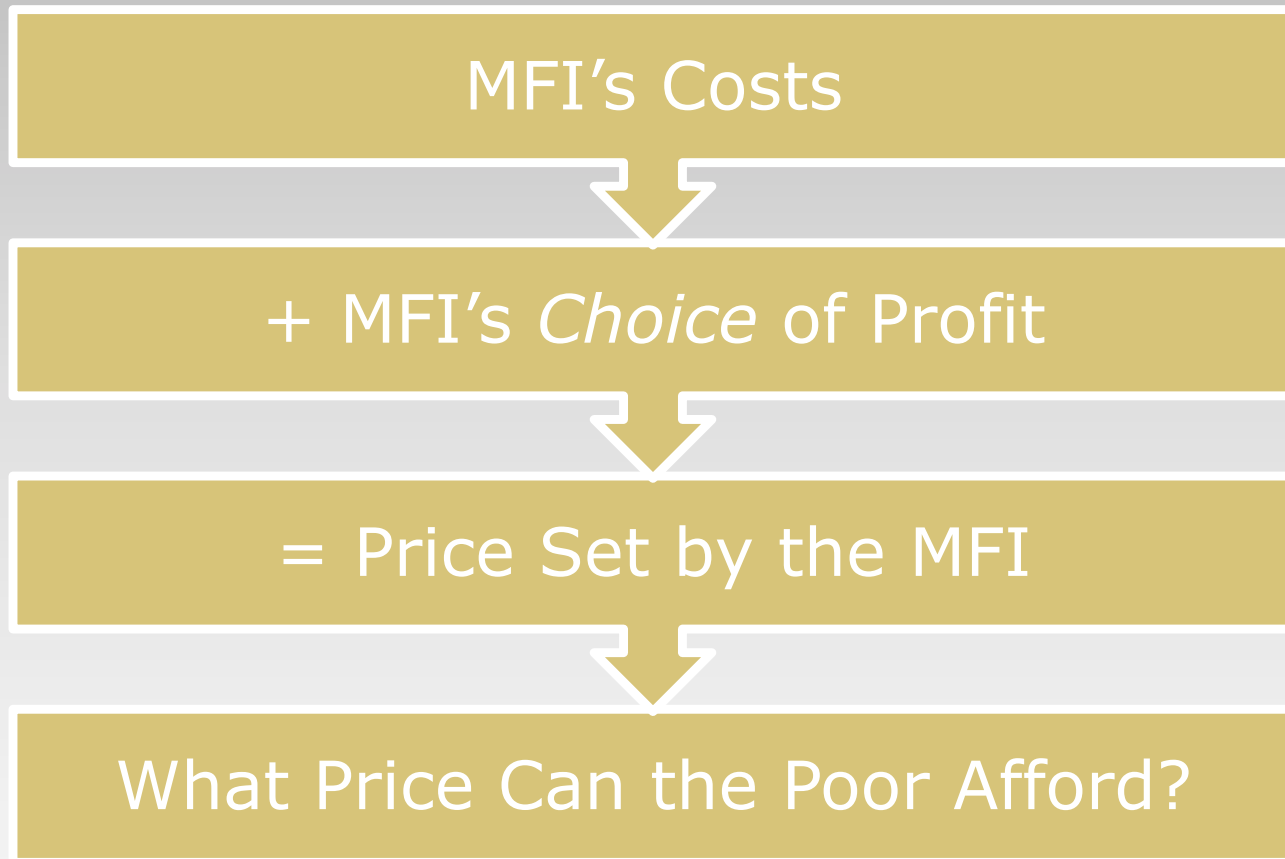 MFI’s Costs
+ MFI’s Choice of Profit
= Price Set by the MFI
What Price Can the Poor Afford?